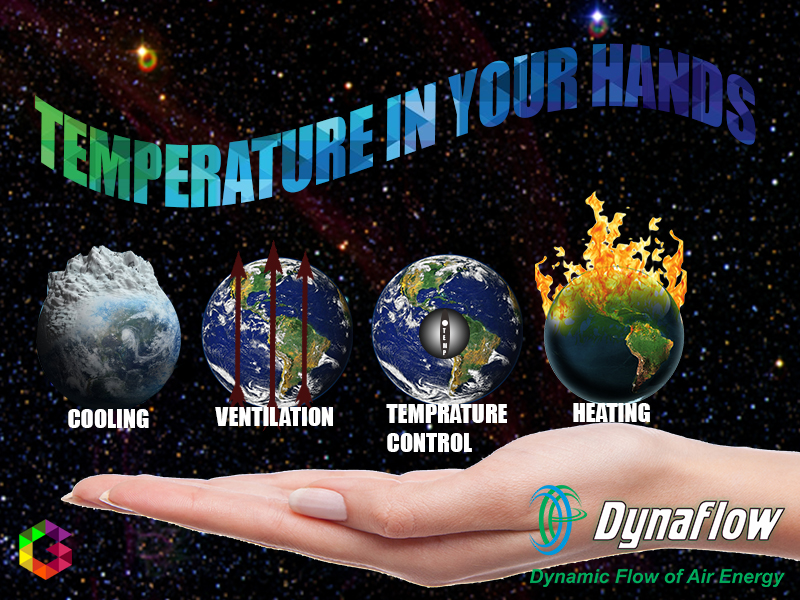 TEMPERATURE IN YOUR HANDS
TEMP
COOLING
VENTILATION
TEMPRATURE
CONTROL
HEATING
Dynaflow
Dynamic Flow of Air Energy